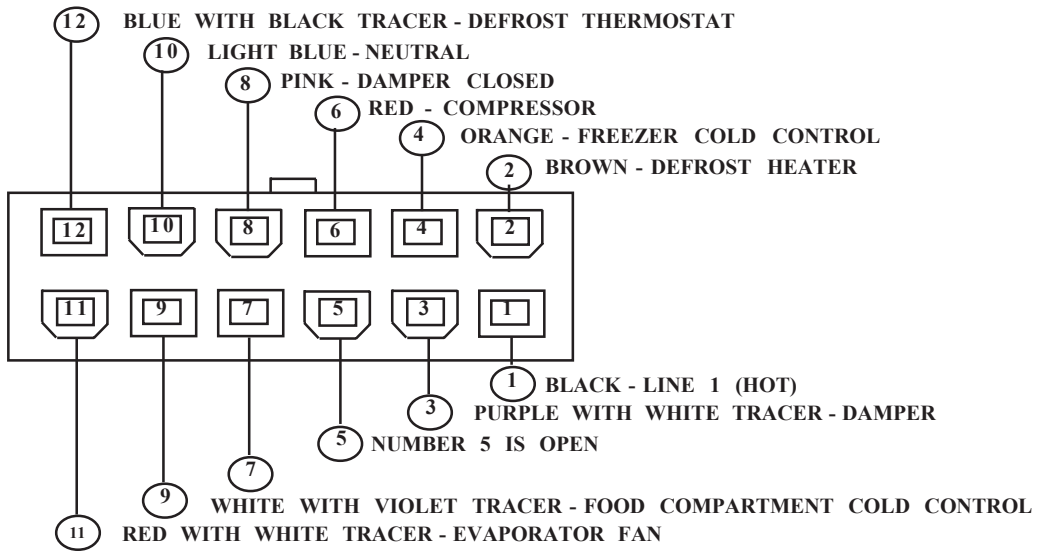 12 BLUE WITH BLACK TRACER - DEFROST THERMOSTAT
10 LIGHT BLUE - NEUTRAL
8 PINK - DAMPER CLOSED
6 RED - COMPRESSOR
4 ORANGE - FREEZER COLD CONTROL
2 BROWN - DEFROST HEATER
12 10 8 6 4 2
11 9 7 5 3 1
1 BLACK - LINE 1 (HOT)
3 PURPLE WITH WHITE TRACER - DAMPER
5 NUMBER 5 IS OPEN
7
9 WHITE WITH VIOLET TRACER - FOOD COMPARTMENT COLD CONTROL
11 RED WITH WHITE TRACER - EVAPORATOR FAN